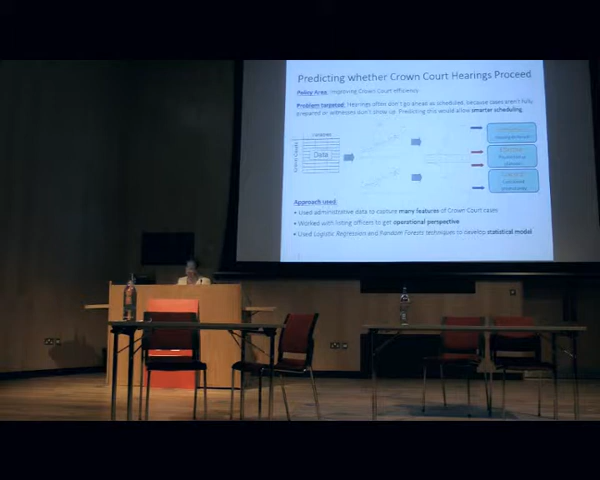 Predicting whether Crown Court Hearings Proceed
Policy Area: Improving Crown Court efficiency
Problem targeted: Hearings often don't go ahead as scheduled, because cases aren't fully
prepared or witnesses don't show up. Predicting this would allow smarter scheduling.
Data
Approach used:
• Used administrative data to capture many features of Crown Court cases
• Worked with listing officers to get operational perspective
• Used Logistic Regression and Random Forests techniques to develop statistical model